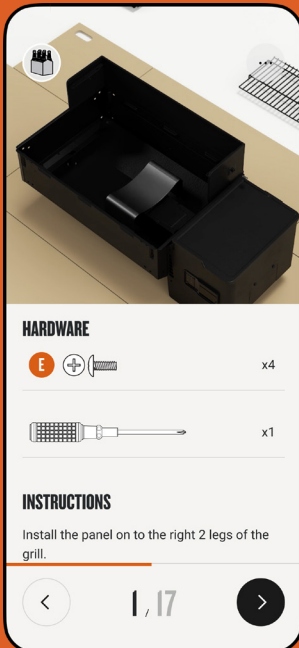 HARDWARE
E x4
x1
INSTRUCTIONS
Install the panel on to the right 2 legs of the
grill.
1 / 17